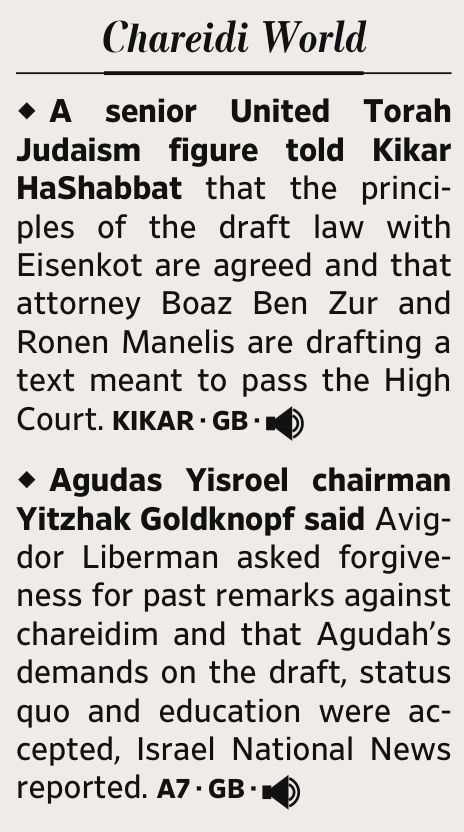 Chareidi World
◆ A senior United Torah
Judaism figure told Kikar
HaShabbat that the princi-
ples of the draft law with
Eisenkot are agreed and that
attorney Boaz Ben Zur and
Ronen Manelis are drafting a
text meant to pass the High
Court. KIKAR · GB ·
◆ Agudas Yisroel chairman
Yitzhak Goldknopf said Avig-
dor Liberman asked forgive-
ness for past remarks against
chareidim and that Agudah’s
demands on the draft, status
quo and education were ac-
cepted, Israel National News
reported. A7 · GB ·